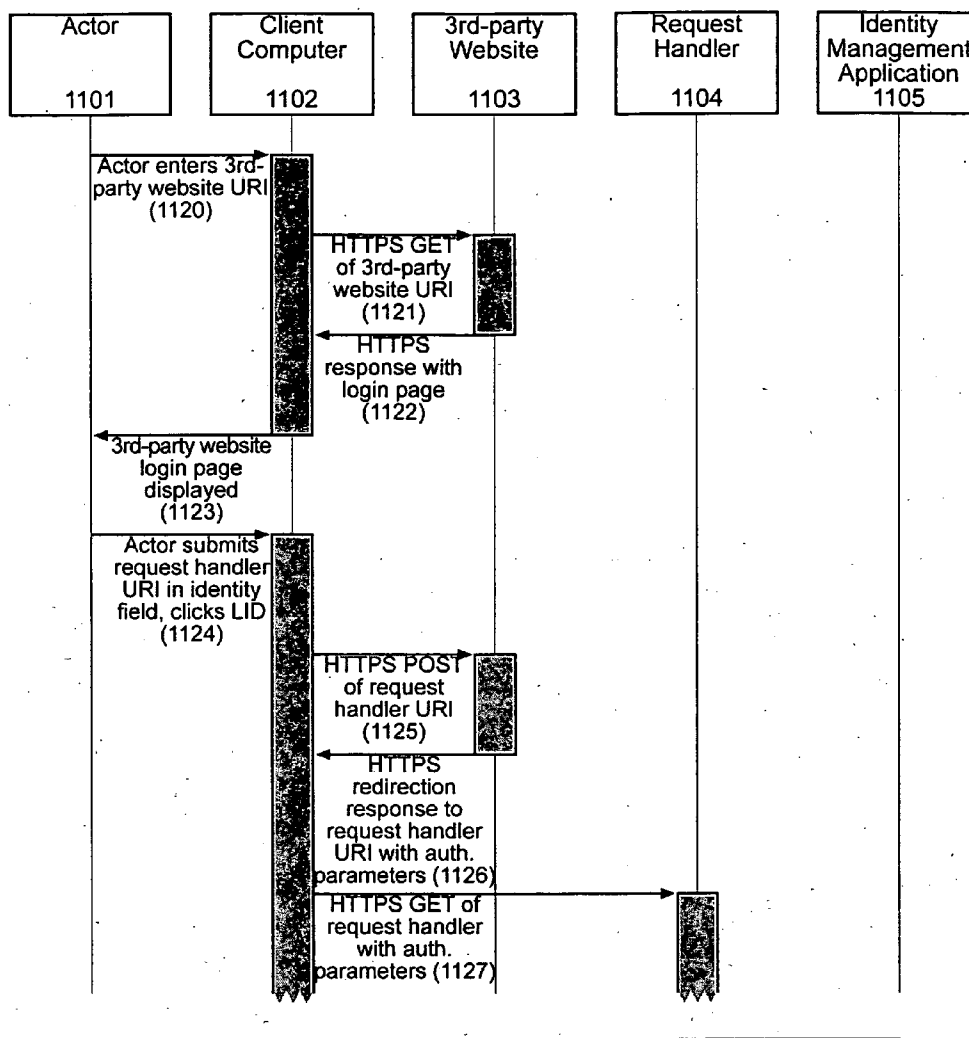 Actor
1101
Client
Computer
1102
3rd-party
Website
1103
Request
Handler
1104
Identity
Management
Application
1105
Actor enters 3rd-
party website URI
(1120)
HTTPS GET
of 3rd-party
website URI
(1121)
HTTPS
response with
login page
(1122)
3rd-party website
login page
displayed
(1123)
Actor submits
request handler
URI in identity
field, clicks LID
(1124)
HTTPS POST
of request
handler URI
(1125)
HTTPS
redirection
response to
request handler
URI with auth.
parameters (1126)
HTTPS GET of
request handler
with auth.
parameters (1127)